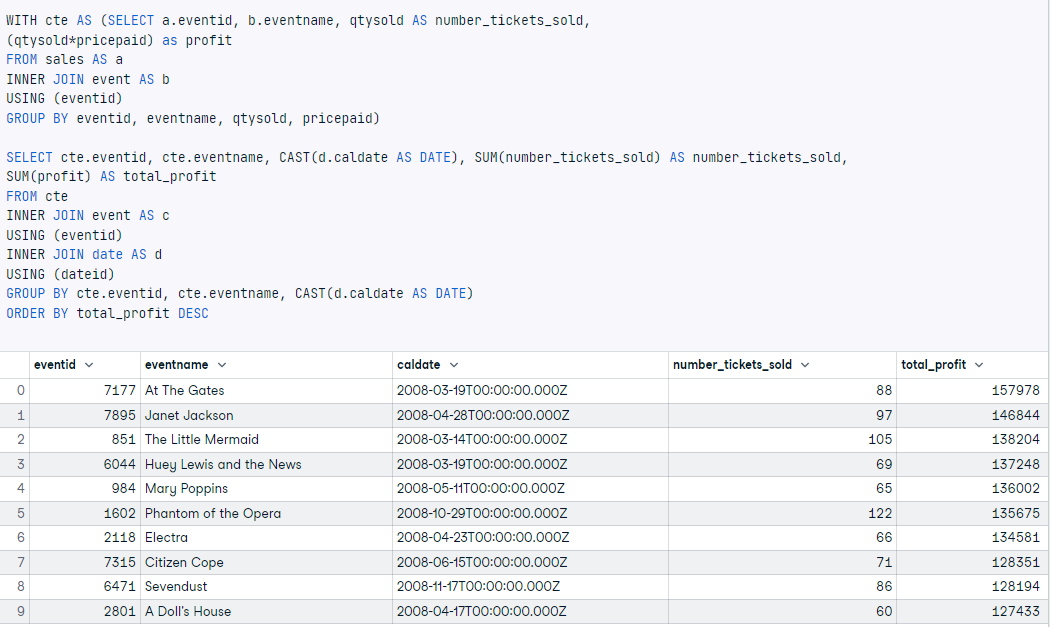 WITH cte AS (SELECT a.eventid, b.eventname, qtysold AS number_tickets_sold,
(qtysold*pricepaid) as profit
FROM sales AS a
INNER JOIN event AS b
USING (eventid)
GROUP BY eventid, eventname, qtysold, pricepaid)
SELECT cte.eventid, cte.eventname, CAST(d.caldate AS DATE), SUM(number_tickets_sold) AS number_tickets_sold,
SUM(profit) AS total_profit
FROM cte
INNER JOIN event AS c
USING (eventid)
INNER JOIN date AS d
USING (dateid)
GROUP BY cte.eventid, cte.eventname, CAST(d.caldate AS DATE)
ORDER BY total_profit DESC
eventid eventname caldate number_tickets_sold total_profit
0 7177 At The Gates 2008-03-19T00:00:00.000Z 88 157978
1 7895 Janet Jackson 2008-04-28T00:00:00.000Z 97 146844
2 851 The Little Mermaid 2008-03-14T00:00:00.000Z 105 138204
3 6044 Huey Lewis and the News 2008-03-19T00:00:00.000Z 69 137248
4 984 Mary Poppins 2008-05-11T00:00:00.000Z 65 136002
5 1602 Phantom of the Opera 2008-10-29T00:00:00.000Z 122 135675
6 2118 Electra 2008-04-23T00:00:00.000Z 66 134581
7 7315 Citizen Cope 2008-06-15T00:00:00.000Z 71 128351
8 6471 Sevendust 2008-11-17T00:00:00.000Z 86 128194
9 2801 A Doll's House 2008-04-17T00:00:00.000Z 60 127433